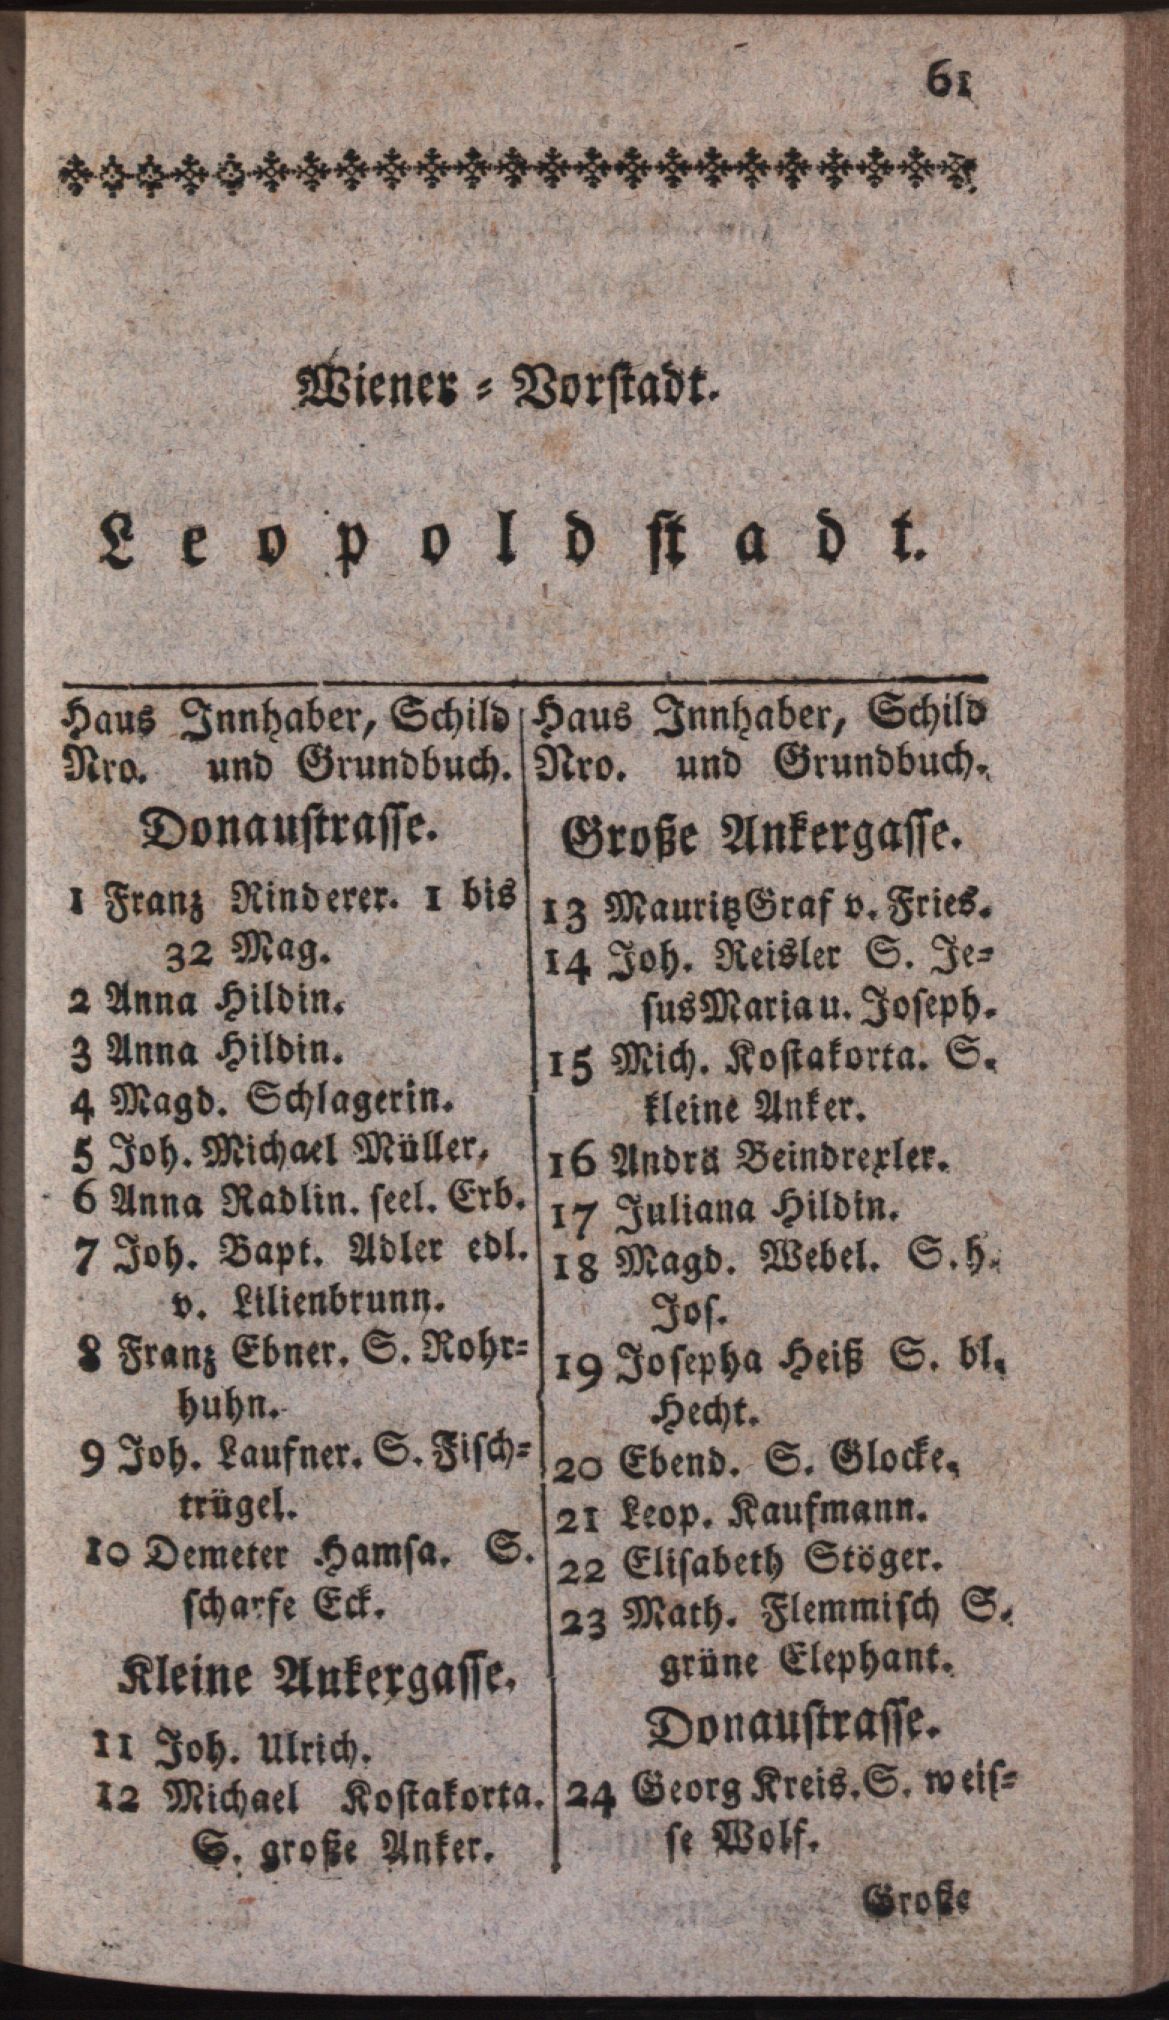 61
Wiener = Vorstadt.
Leopoldstadt.
Haus Innhaber, Schild
Nro. und Grundbuch.
Donaustrasse.
1 Franz Rinderer. 1 bis
32 Mag.
2 Anna Hildin.
3 Anna Hildin.
4 Magd. Schlagerin.
5 Joh. Michael Müller.
6 Anna Radlin. seel. Erb.
7 Joh. Bapt. Adler edl.
v. Lilienbrunn.
8 Franz Ebner. S. Rohr=
huhn.
9 Joh. Laufner. S. Fisch=
trügel.
10 Demeter Hamsa. S.
scharfe Eck.
Kleine Ankergasse.
11 Joh. Ulrich.
12 Michael Kostakorta.
S. große Anker.
Haus Innhaber, Schild
Nro. und Grundbuch.
Große Ankergasse.
13 Mauritz Graf v. Fries.
14 Joh. Reisler S. Je=
sus Maria u. Joseph.
15 Mich. Kostakorta. S.
kleine Anker.
16 Andrä Beindrexler.
17 Juliana Hildin.
18 Magd. Webel. S. h.
Jos.
19 Josepha Heiß S. bl.
Hecht.
20 Ebend. S. Glocke.
21 Leop. Kaufmann.
22 Elisabeth Stöger.
23 Math. Flemmisch S.
grüne Elephant.
Donaustrasse.
24 Georg Kreis. S. weis=
se Wolf.
Große